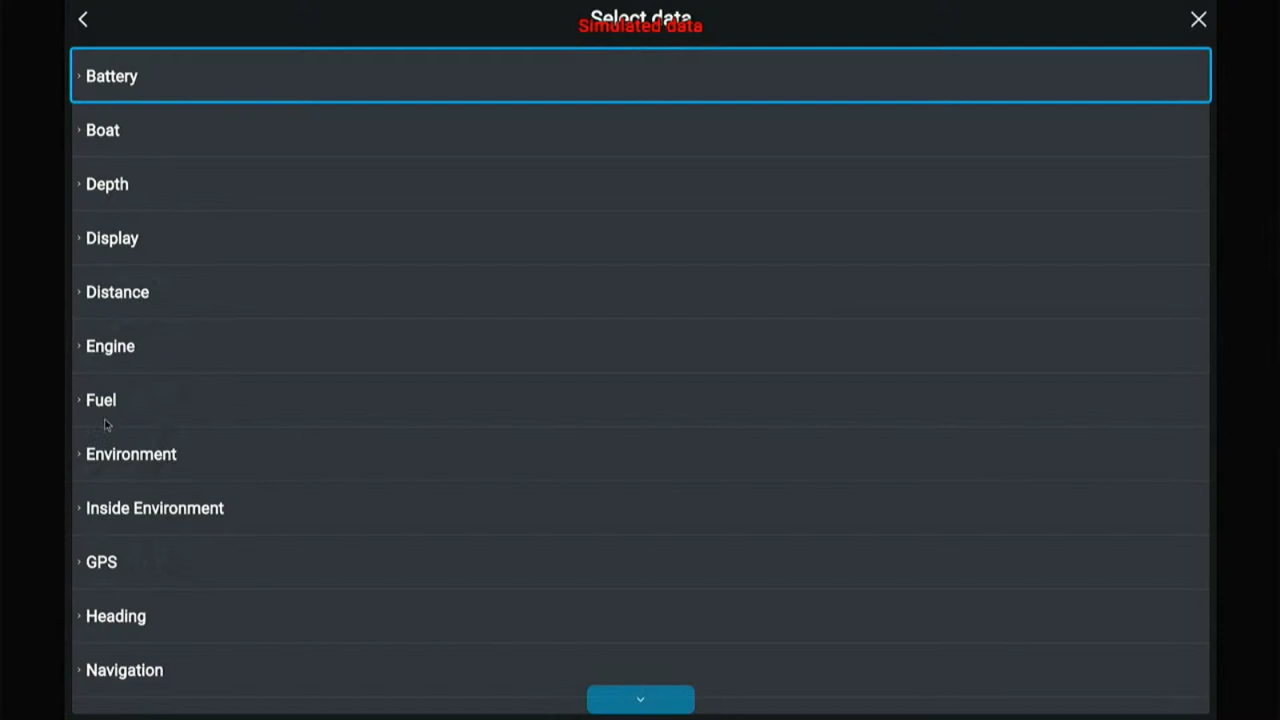 Select data
Simulated data
Battery
Boat
Depth
Display
Distance
Engine
Fuel
Environment
Inside Environment
GPS
Heading
Navigation